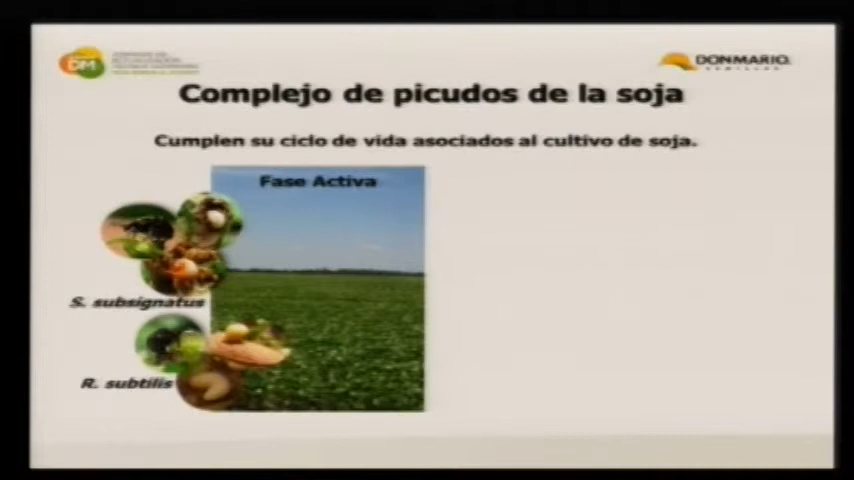 DM
DONMARIO.
SEMILLAS
Complejo de picudos de la soja
Cumplen su ciclo de vida asociados al cultivo de soja.
Fase Activa
S. subsignatus
R. subtilis